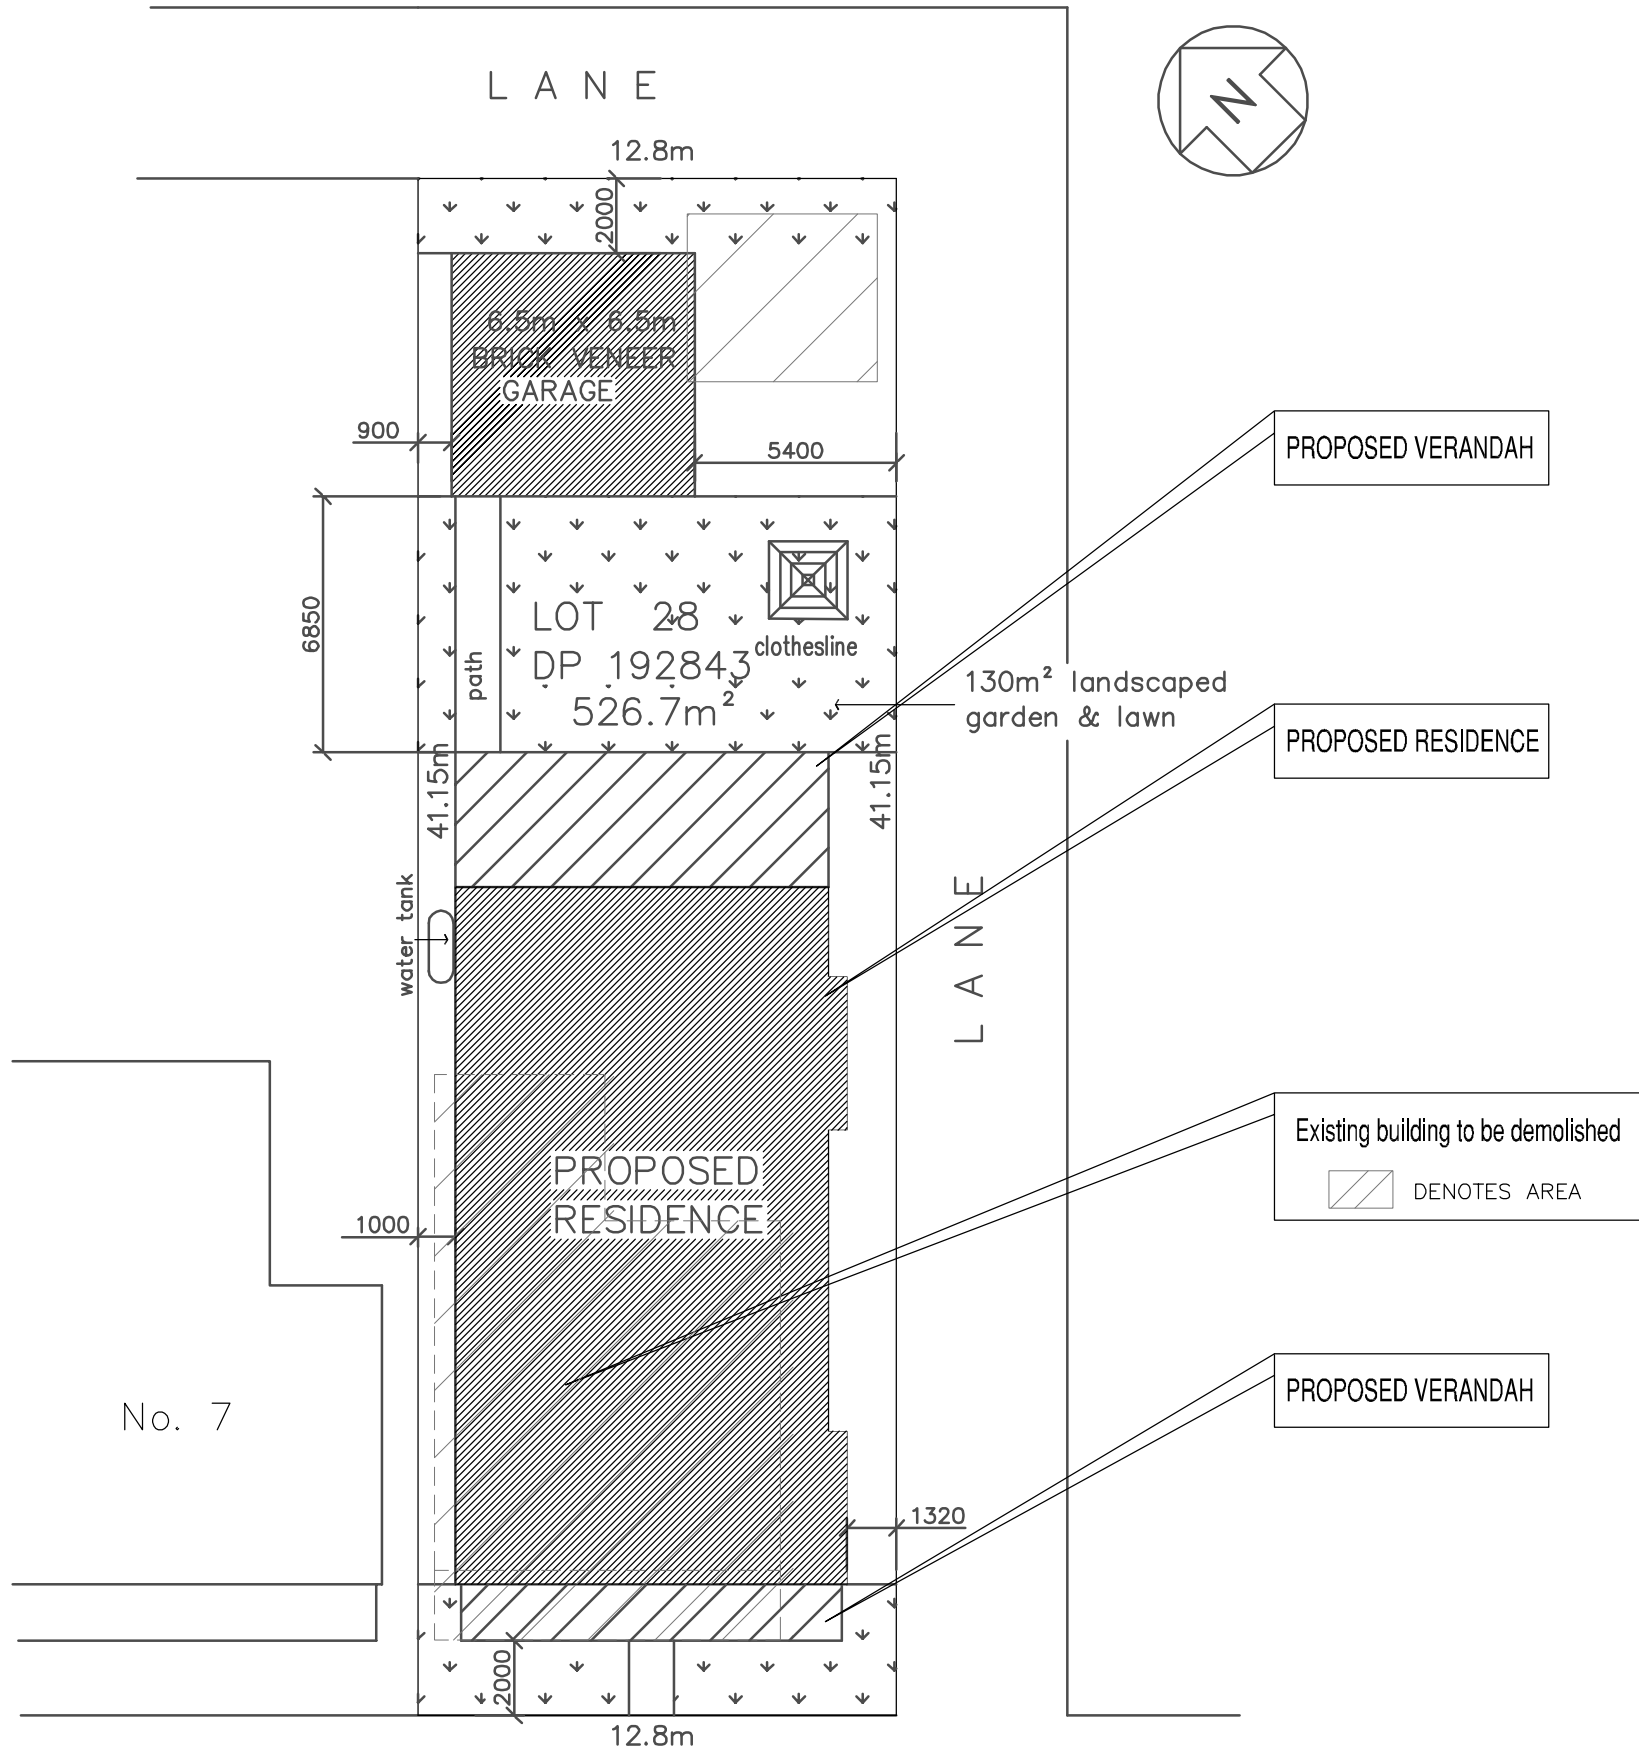 LANE
N
12.8m
2000
6.5m x 6.5m
BRICK VENEER
GARAGE
900
5400
PROPOSED VERANDAH
6850
LOT 28
DP 192843
526.7m²
path
clothesline
130m² landscaped
garden & lawn
PROPOSED RESIDENCE
41.15m
41.15m
water tank
LANE
Existing building to be demolished
DENOTES AREA
PROPOSED
RESIDENCE
1000
PROPOSED VERANDAH
No. 7
1320
2000
12.8m